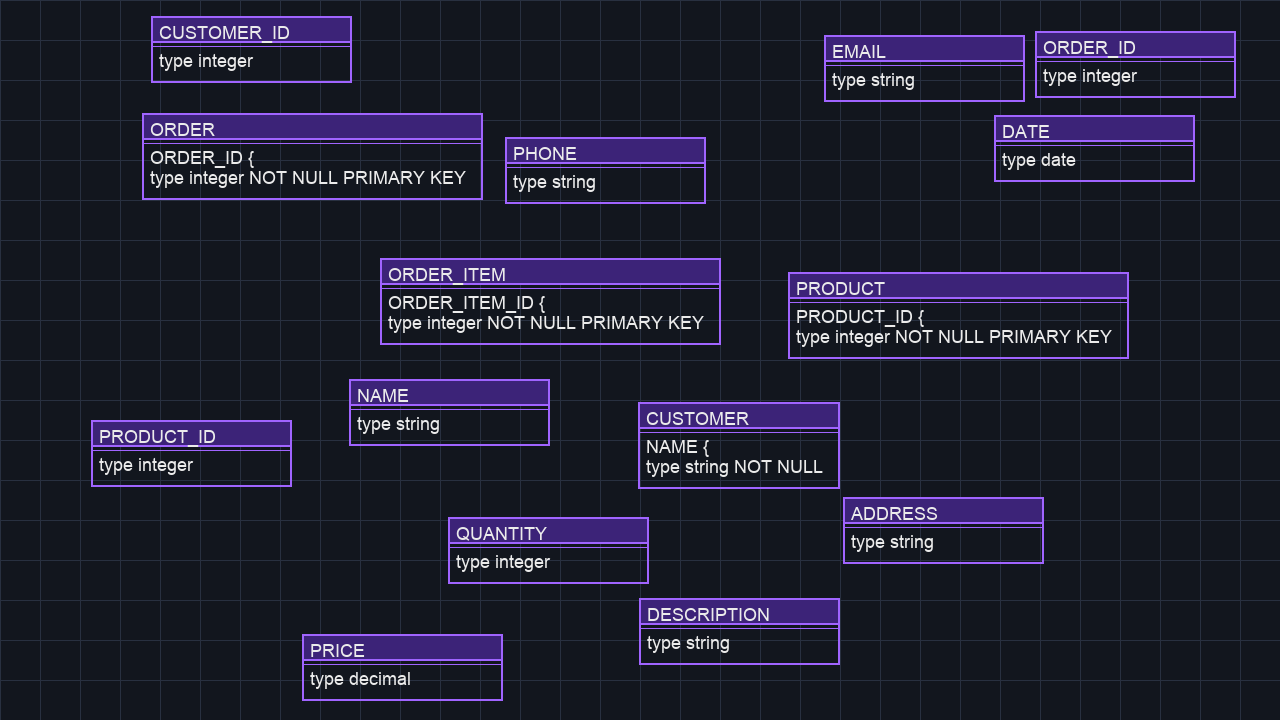 CUSTOMER_ID
type integer
EMAIL
type string
ORDER_ID
type integer
ORDER
ORDER_ID {
type integer NOT NULL PRIMARY KEY
PHONE
type string
DATE
type date
ORDER_ITEM
ORDER_ITEM_ID {
type integer NOT NULL PRIMARY KEY
PRODUCT
PRODUCT_ID {
type integer NOT NULL PRIMARY KEY
NAME
type string
PRODUCT_ID
type integer
CUSTOMER
NAME {
type string NOT NULL
ADDRESS
type string
QUANTITY
type integer
DESCRIPTION
type string
PRICE
type decimal